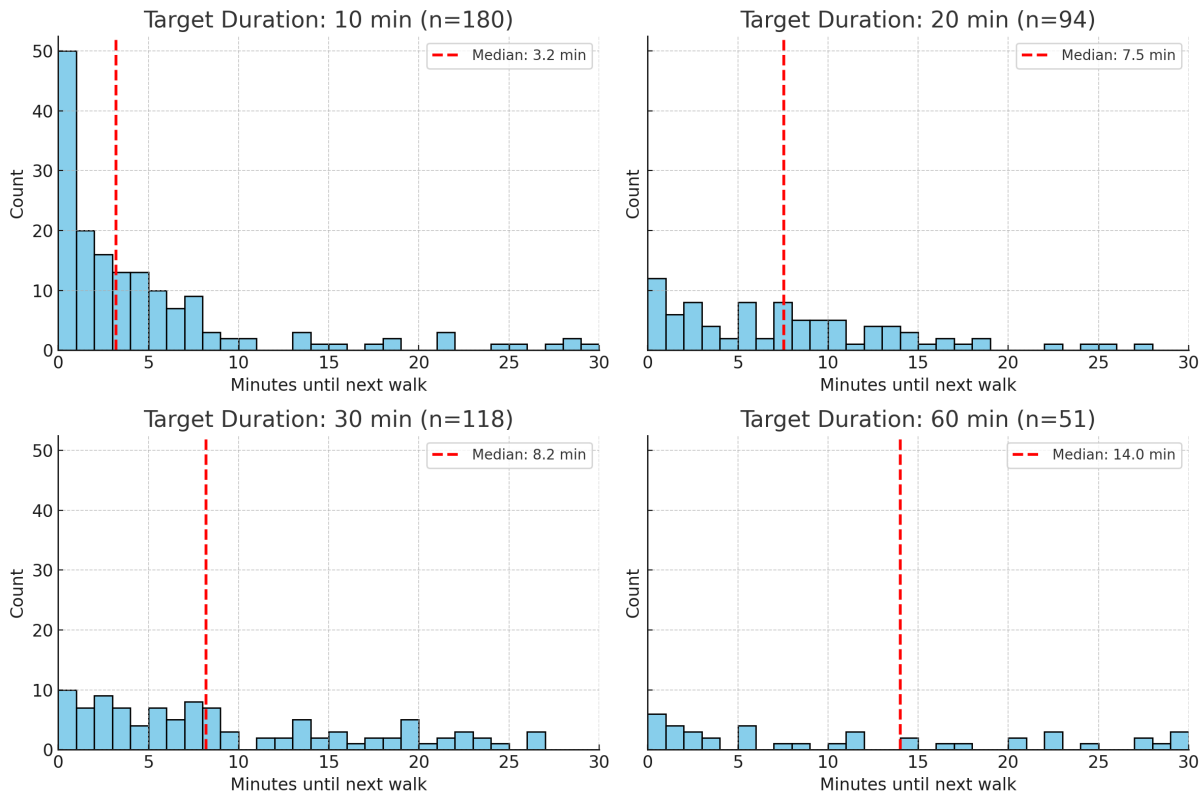 Target Duration: 10 min (n=180)
Median: 3.2 min
50
40
30
20
10
0
Count
0 5 10 15 20 25 30
Minutes until next walk
Target Duration: 20 min (n=94)
Median: 7.5 min
Count
0 5 10 15 20 25 30
Minutes until next walk
Target Duration: 30 min (n=118)
Median: 8.2 min
50
40
30
20
10
0
Count
0 5 10 15 20 25 30
Minutes until next walk
Target Duration: 60 min (n=51)
Median: 14.0 min
Count
0 5 10 15 20 25 30
Minutes until next walk